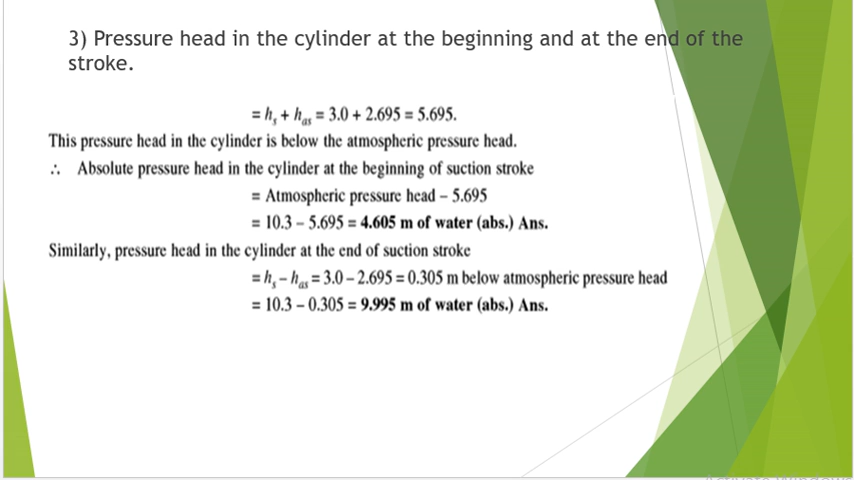 3) Pressure head in the cylinder at the beginning and at the end of the
stroke.
= hₛ + hₐₛ = 3.0 + 2.695 = 5.695.
This pressure head in the cylinder is below the atmospheric pressure head.
∴ Absolute pressure head in the cylinder at the beginning of suction stroke
= Atmospheric pressure head – 5.695
= 10.3 – 5.695 = 4.605 m of water (abs.) Ans.
Similarly, pressure head in the cylinder at the end of suction stroke
= hₛ – hₐₛ = 3.0 – 2.695 = 0.305 m below atmospheric pressure head
= 10.3 – 0.305 = 9.995 m of water (abs.) Ans.